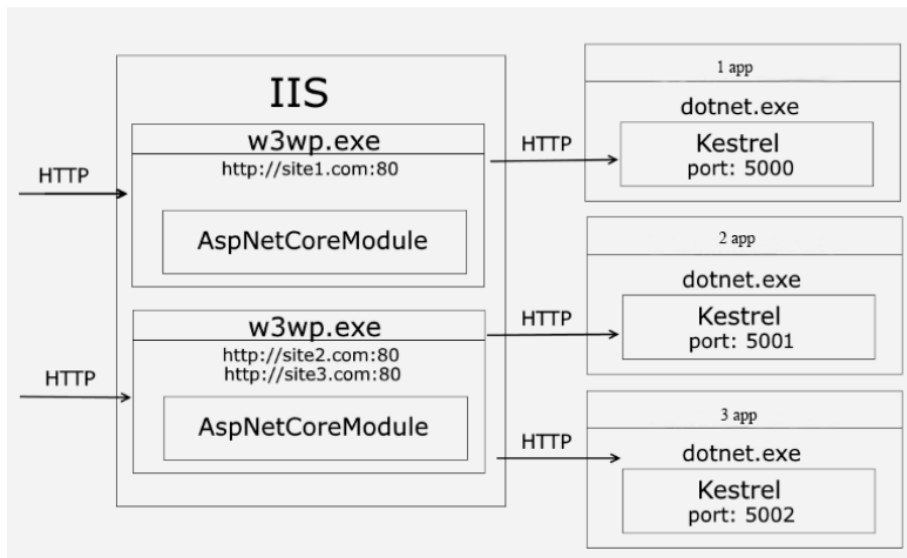 IIS
HTTP
w3wp.exe
http://site1.com:80
AspNetCoreModule
HTTP
w3wp.exe
http://site2.com:80
http://site3.com:80
AspNetCoreModule
HTTP
1 app
dotnet.exe
Kestrel
port: 5000
HTTP
2 app
dotnet.exe
Kestrel
port: 5001
HTTP
3 app
dotnet.exe
Kestrel
port: 5002